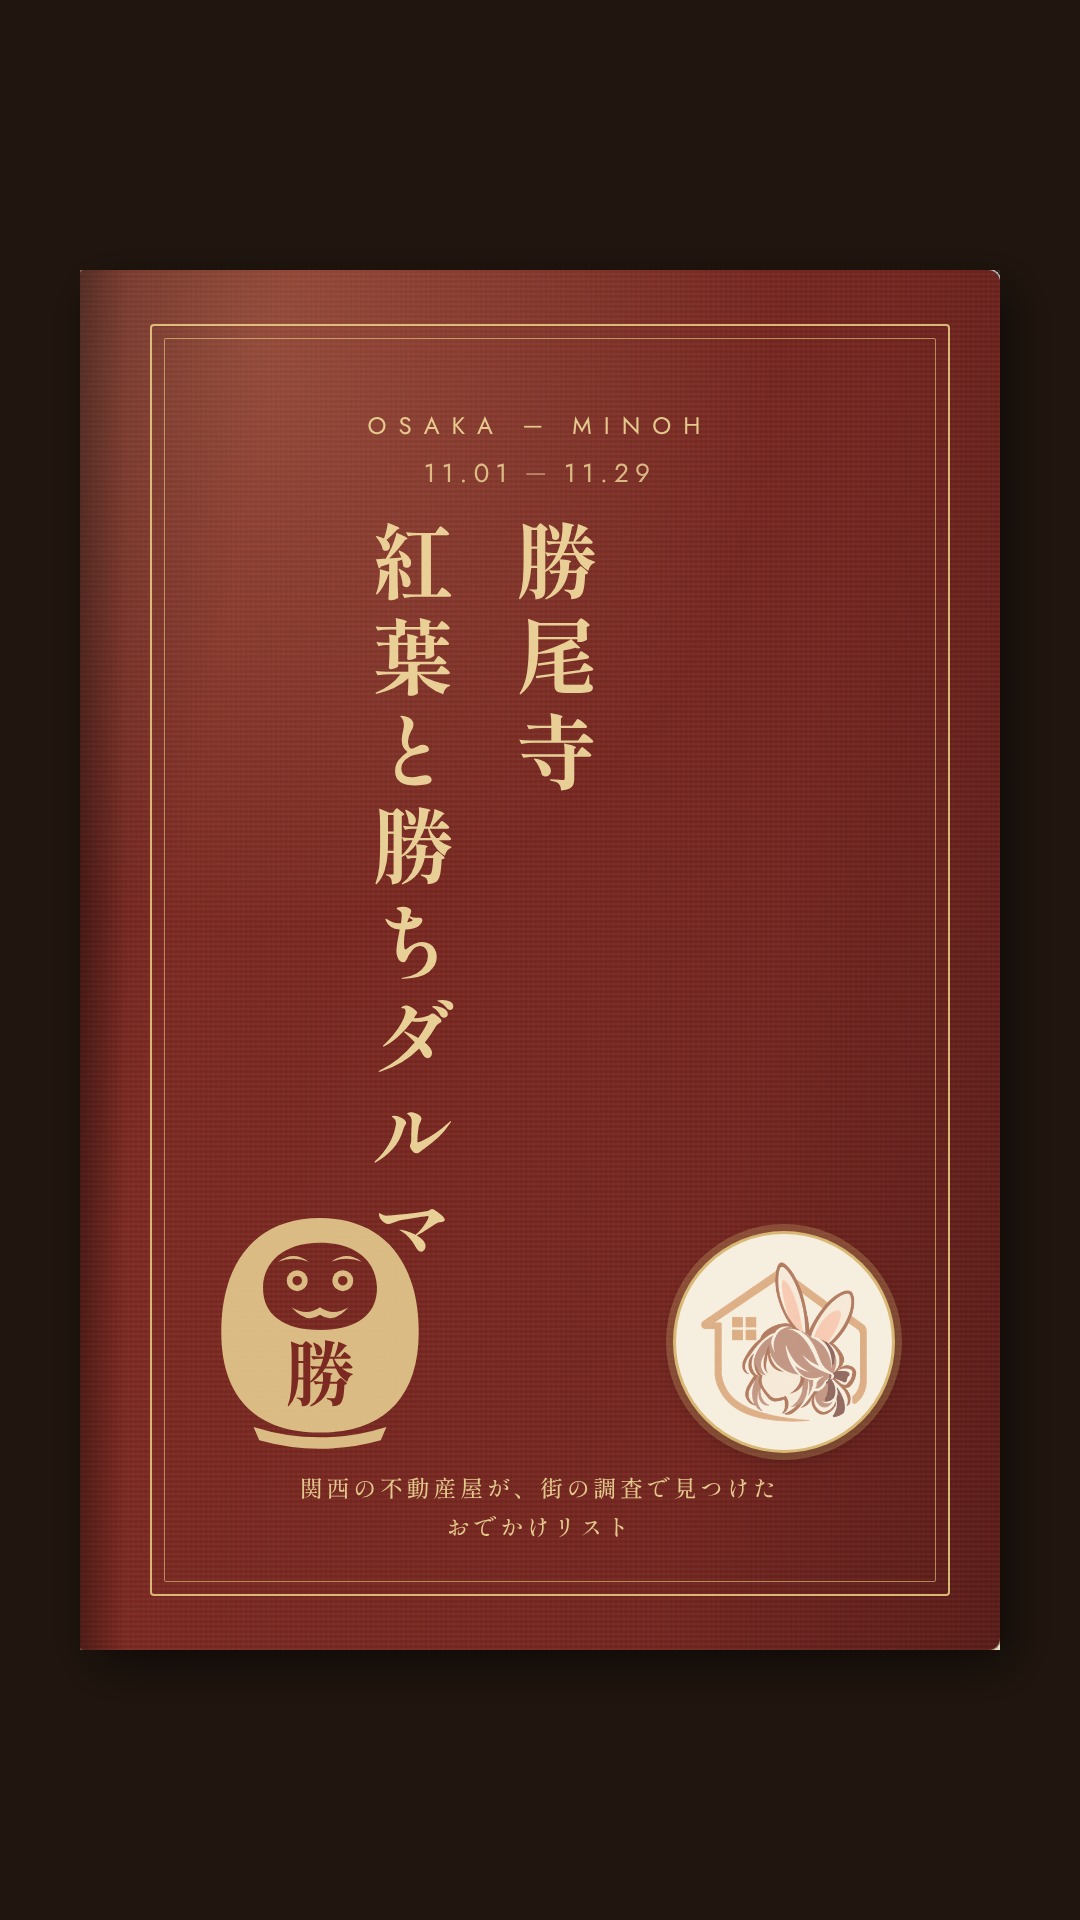 OSAKA — MINOH
11.01 — 11.29
勝尾寺
紅葉と勝ちダルマ
勝
関西の不動産屋が、街の調査で見つけた
おでかけリスト